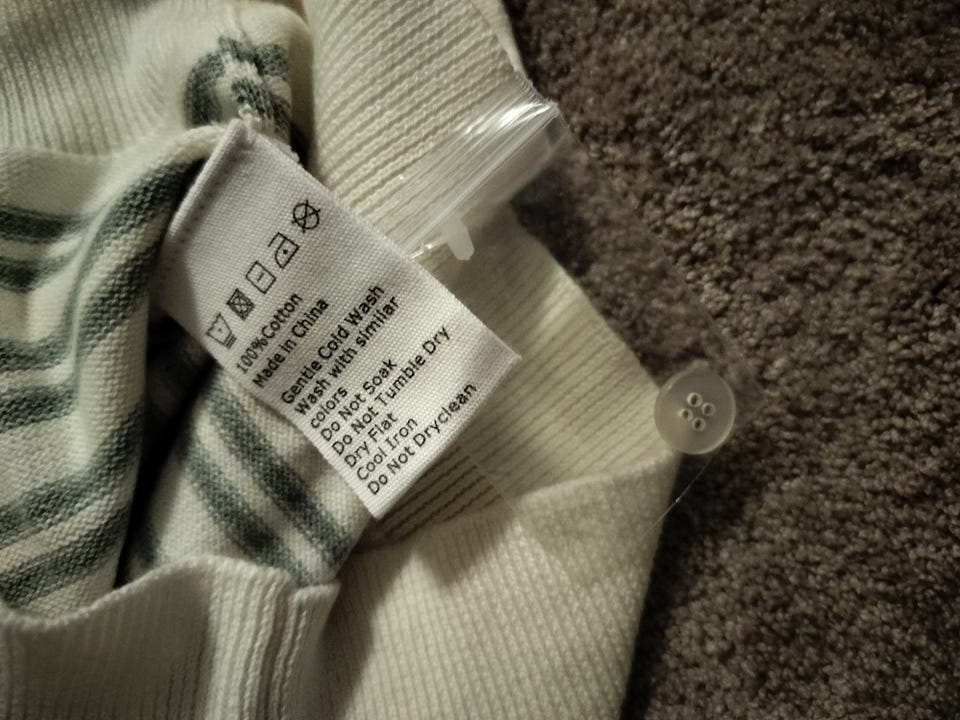 100%Cotton
Made in China
Gentle Cold Wash
Wash with similar
colors
Do Not Soak
Do Not Tumble Dry
Dry Flat
Cool Iron
Do Not Dryclean